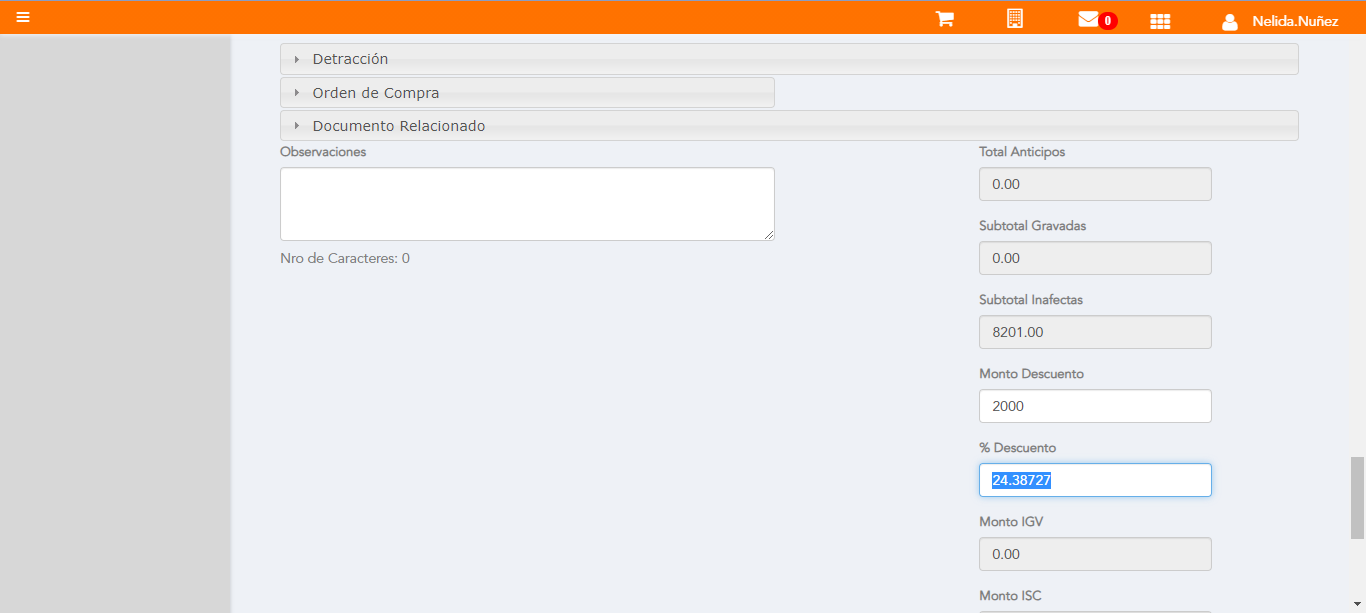 0
Nelida.Nuñez
Detracción
Orden de Compra
Documento Relacionado
Observaciones
Nro de Caracteres: 0
Total Anticipos
0.00
Subtotal Gravadas
0.00
Subtotal Inafectas
8201.00
Monto Descuento
2000
% Descuento
24.38727
Monto IGV
0.00
Monto ISC